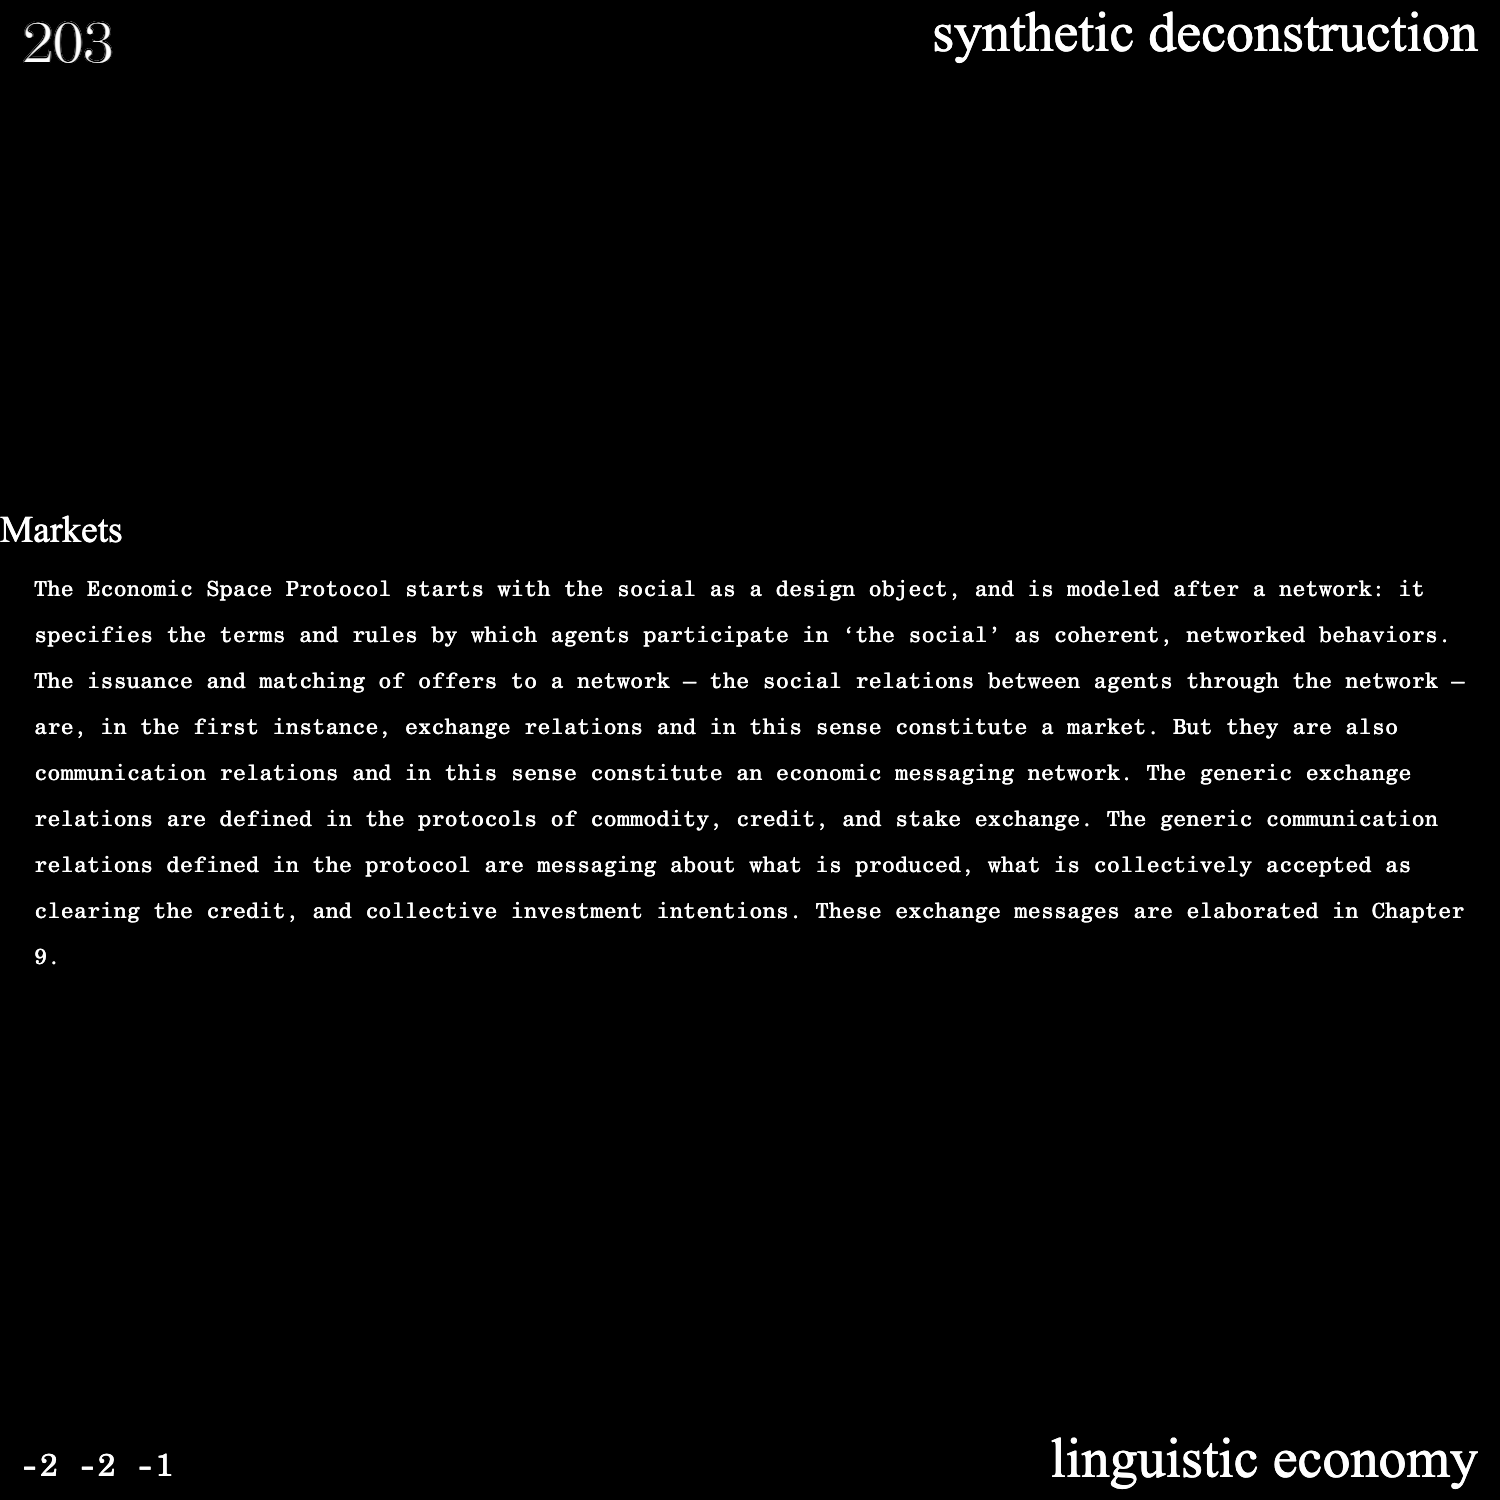 203
synthetic deconstruction
Markets
The Economic Space Protocol starts with the social as a design object, and is modeled after a network: it
specifies the terms and rules by which agents participate in ‘the social’ as coherent, networked behaviors.
The issuance and matching of offers to a network – the social relations between agents through the network –
are, in the first instance, exchange relations and in this sense constitute a market. But they are also
communication relations and in this sense constitute an economic messaging network. The generic exchange
relations are defined in the protocols of commodity, credit, and stake exchange. The generic communication
relations defined in the protocol are messaging about what is produced, what is collectively accepted as
clearing the credit, and collective investment intentions. These exchange messages are elaborated in Chapter
9.
-2 -2 -1
linguistic economy